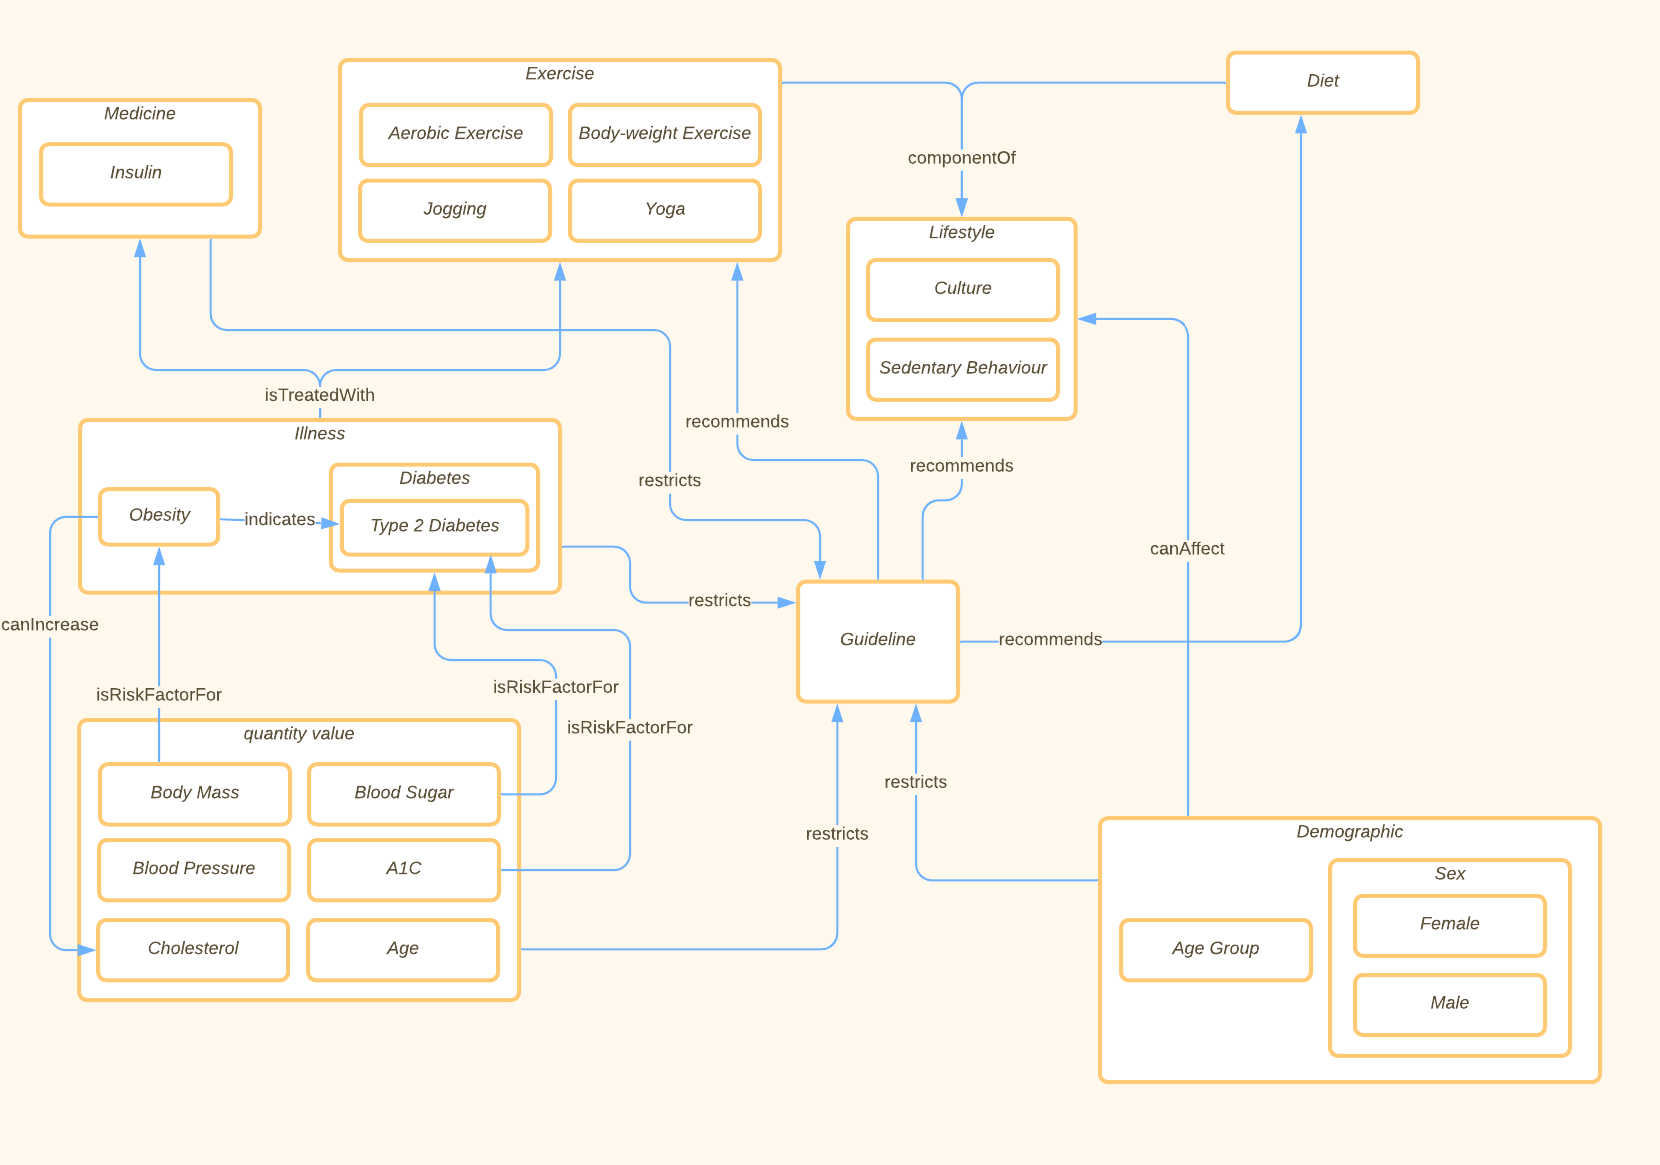 Exercise
Diet
Medicine
Aerobic Exercise
Body-weight Exercise
componentOf
Insulin
Jogging
Yoga
Lifestyle
Culture
Sedentary Behaviour
isTreatedWith
recommends
Illness
recommends
Diabetes
restricts
Obesity
indicates
Type 2 Diabetes
canAffect
restricts
canIncrease
Guideline
recommends
isRiskFactorFor
isRiskFactorFor
isRiskFactorFor
quantity value
restricts
Body Mass
Blood Sugar
restricts
Demographic
Blood Pressure
A1C
Sex
Female
Cholesterol
Age
Age Group
Male